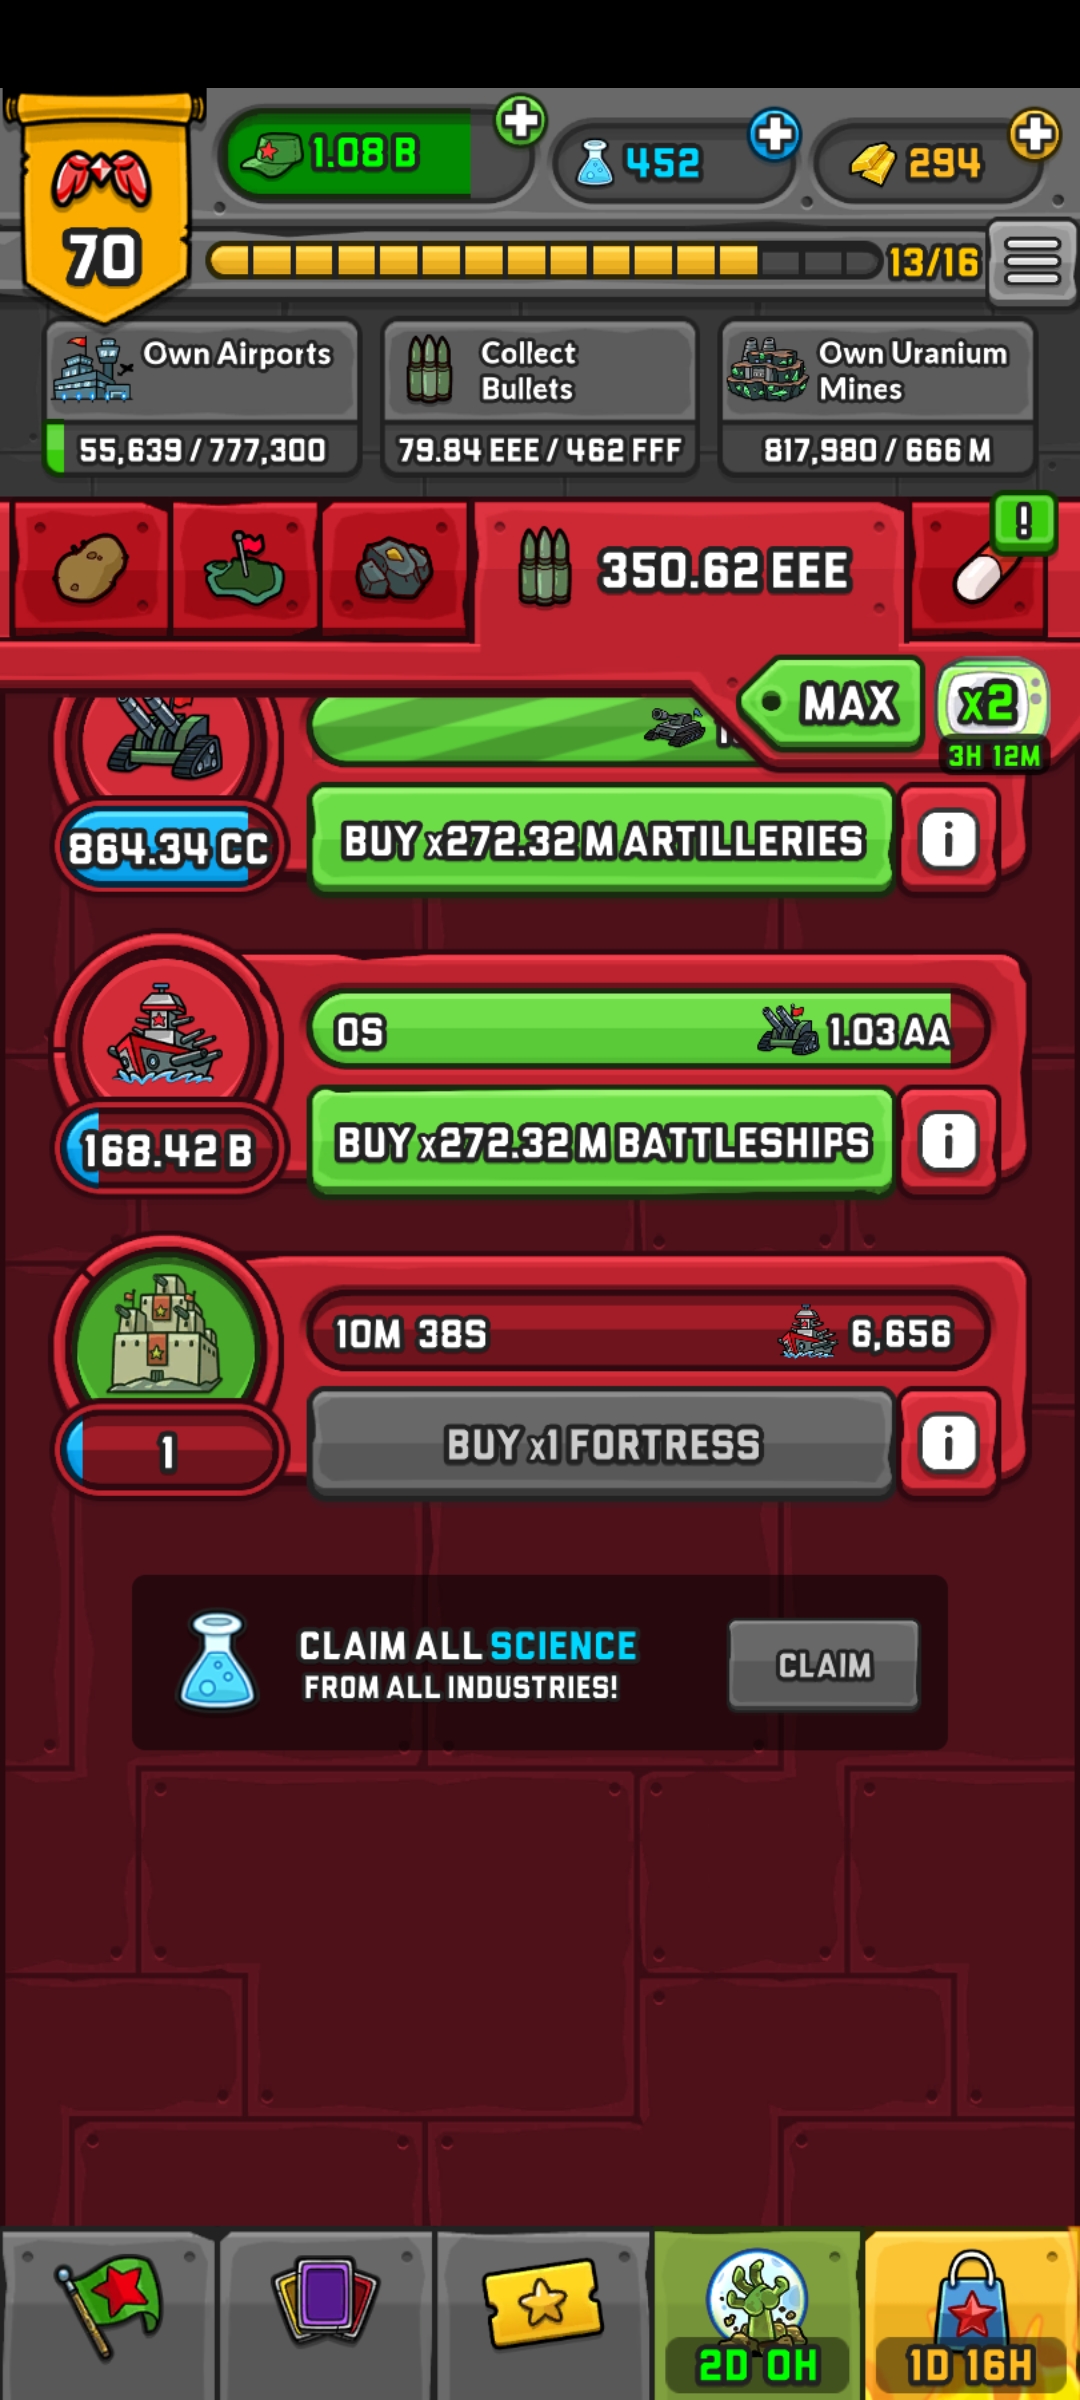 1.08 B
452
294
70
13/16
Own Airports
55,639 / 777,300
Collect
Bullets
79.84 EEE / 462 FFF
Own Uranium
Mines
817,980 / 666 M
!
350.62 EEE
MAX
x2
3H 12M
864.34 CC
BUY x272.32 M ARTILLERIES
i
0S
1.03 AA
168.42 B
BUY x272.32 M BATTLESHIPS
i
10M 38S
6,656
1
BUY x1 FORTRESS
i
CLAIM ALL SCIENCE
FROM ALL INDUSTRIES!
CLAIM
2D 0H
1D 16H